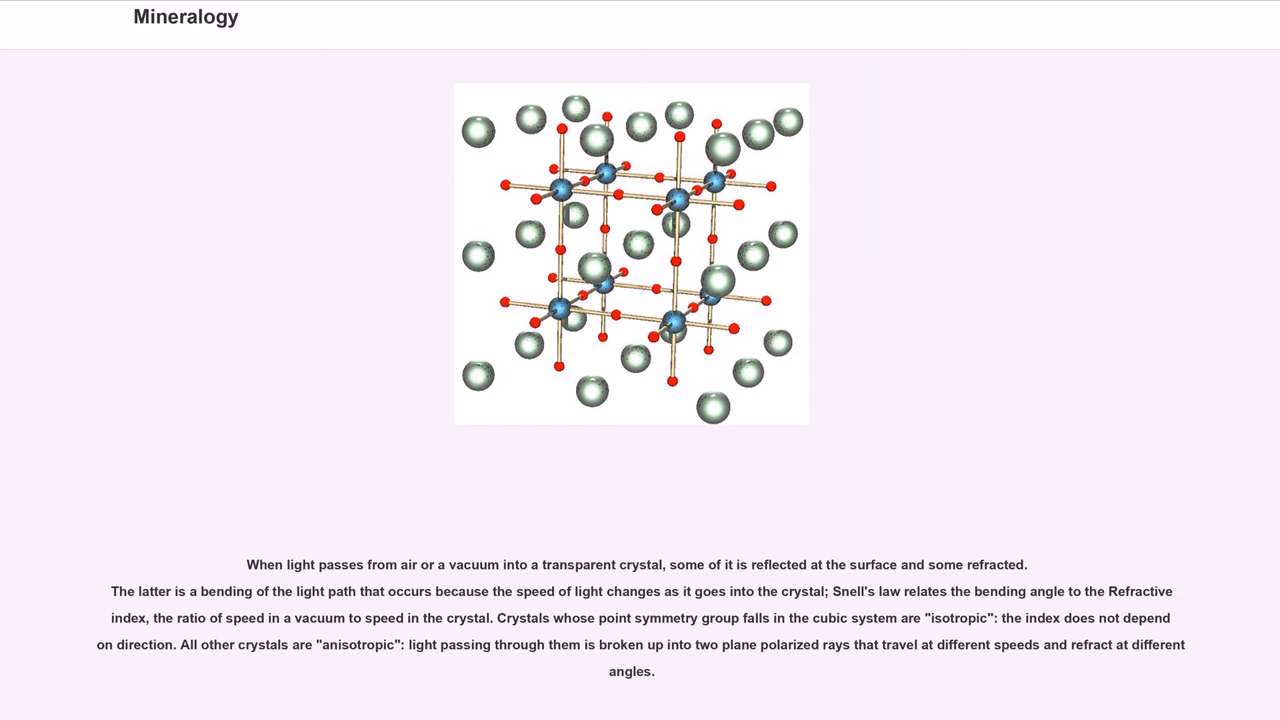 Mineralogy
When light passes from air or a vacuum into a transparent crystal, some of it is reflected at the surface and some refracted.
The latter is a bending of the light path that occurs because the speed of light changes as it goes into the crystal; Snell's law relates the bending angle to the Refractive
index, the ratio of speed in a vacuum to speed in the crystal. Crystals whose point symmetry group falls in the cubic system are "isotropic": the index does not depend
on direction. All other crystals are "anisotropic": light passing through them is broken up into two plane polarized rays that travel at different speeds and refract at different
angles.